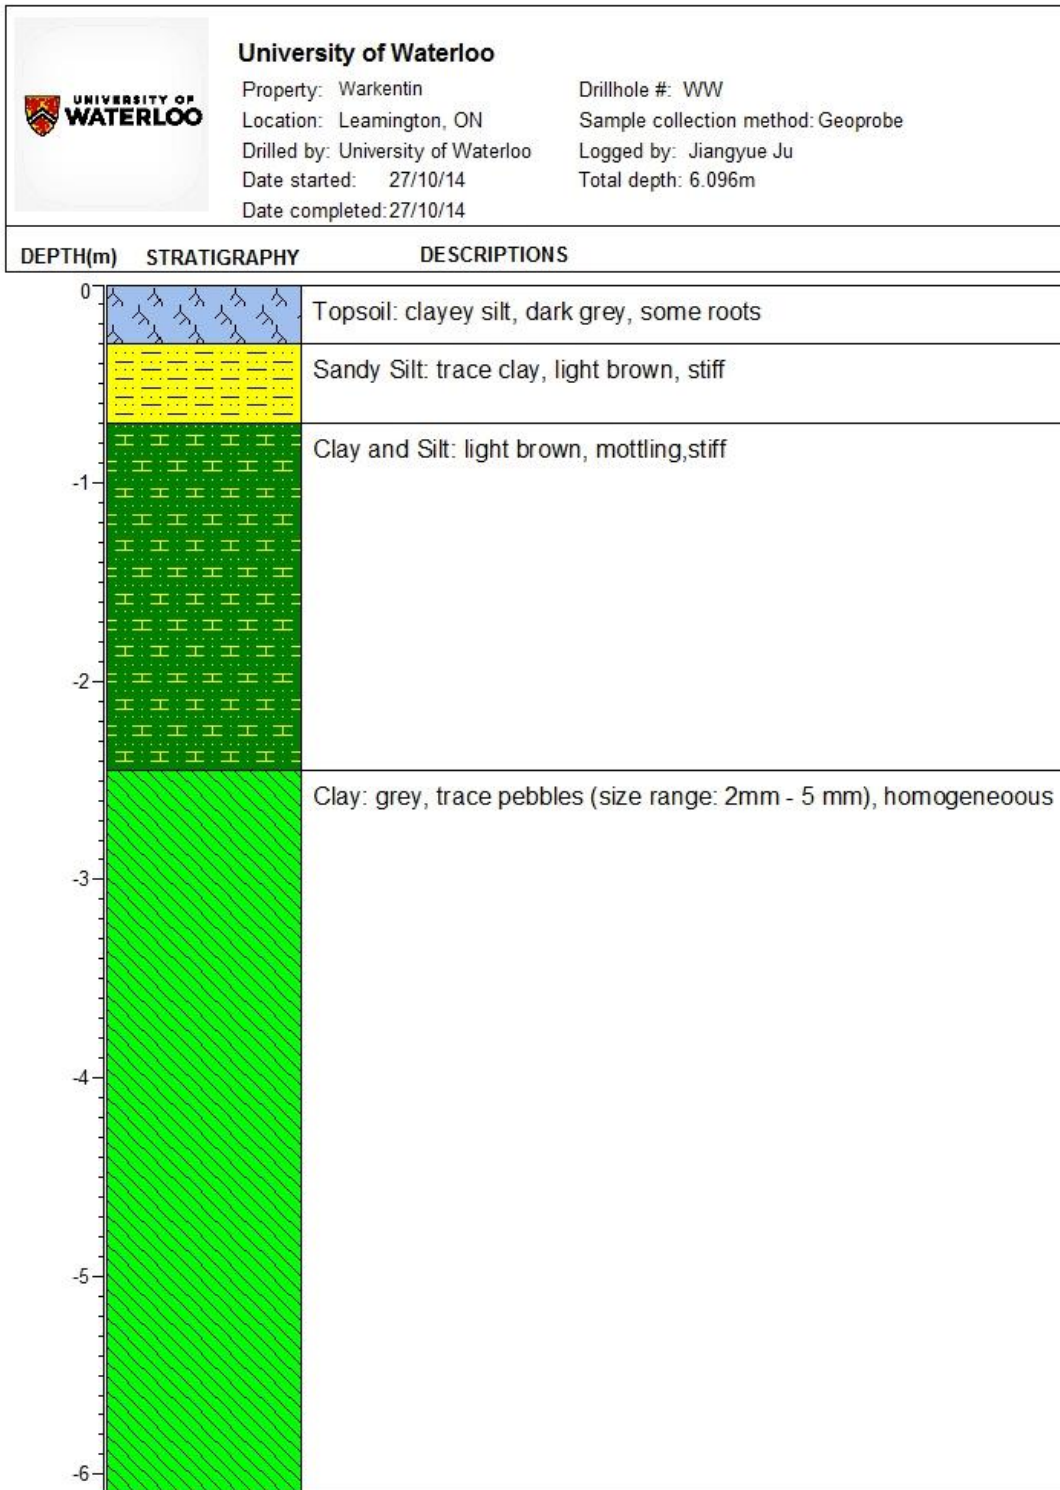 UNIVERSITY OF
WATERLOO
University of Waterloo
Property: Warkentin
Drillhole #: WW
Location: Leamington, ON
Sample collection method: Geoprobe
Drilled by: University of Waterloo
Logged by: Jiangyue Ju
Date started: 27/10/14
Total depth: 6.096m
Date completed: 27/10/14
DEPTH(m) STRATIGRAPHY DESCRIPTIONS
0
Topsoil: clayey silt, dark grey, some roots
Sandy Silt: trace clay, light brown, stiff
Clay and Silt: light brown, mottling,stiff
-1
-2
Clay: grey, trace pebbles (size range: 2mm - 5 mm), homogeneoous
-3
-4
-5
-6